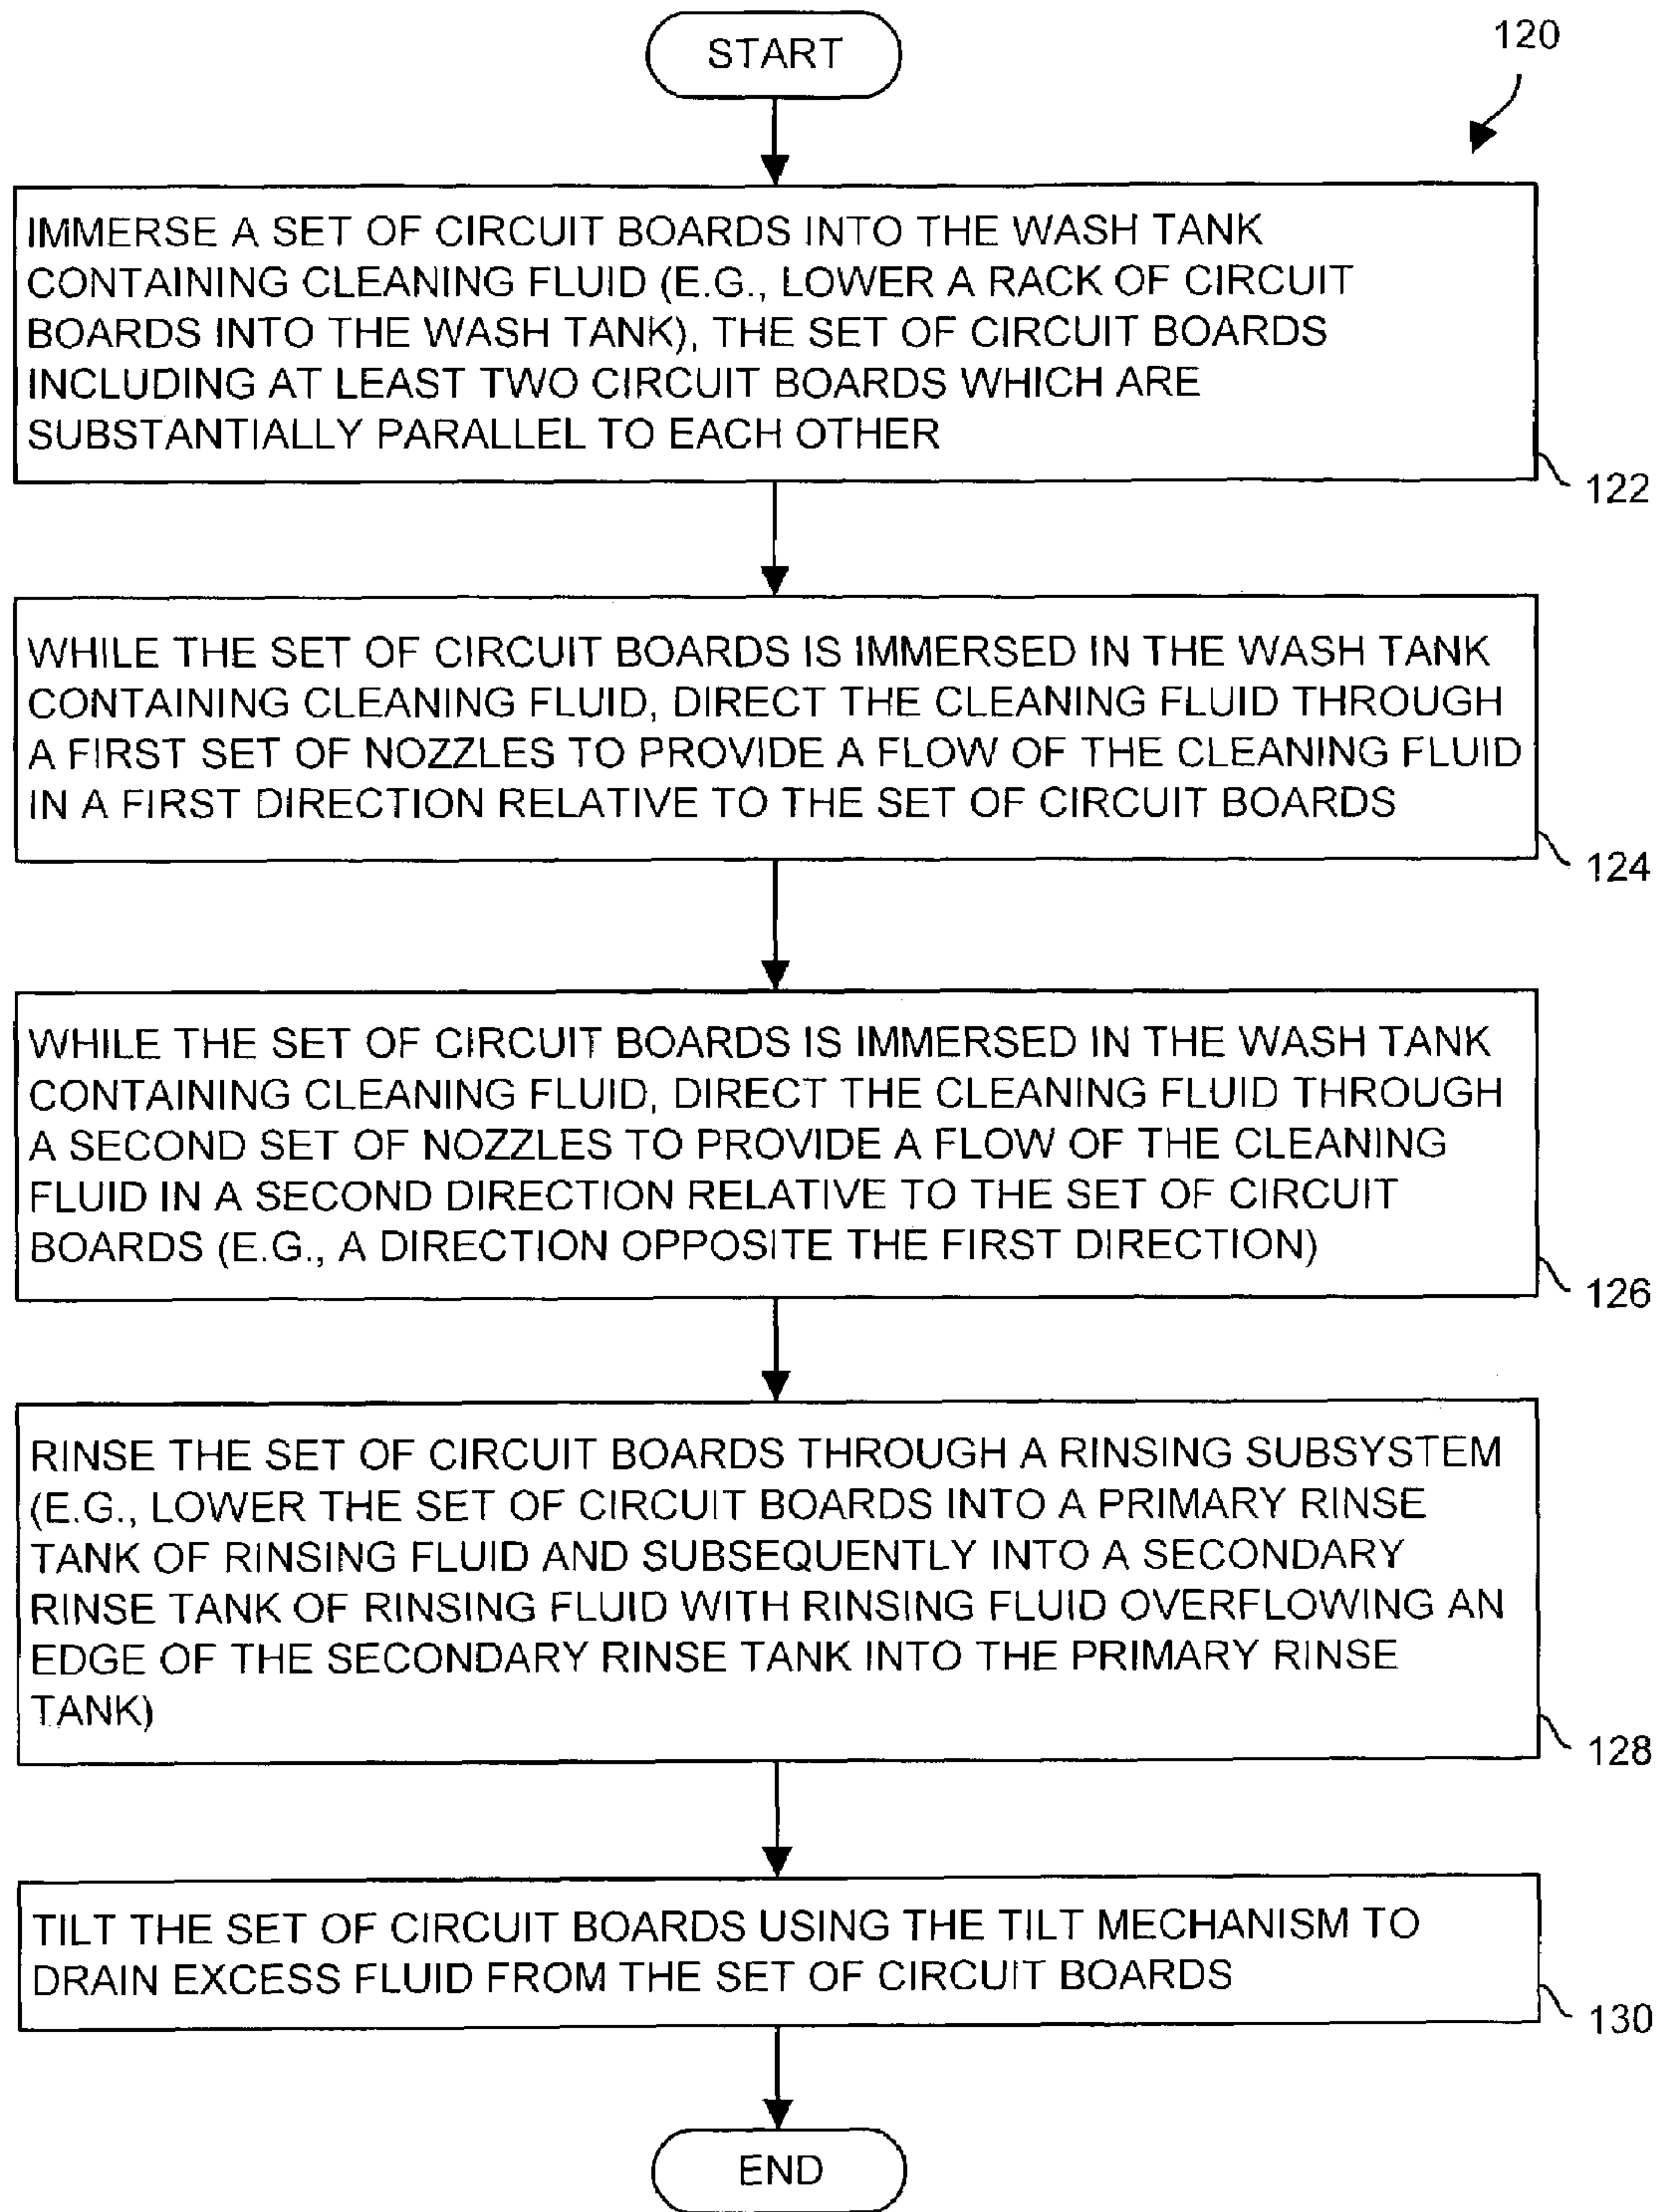 START
120
IMMERSE A SET OF CIRCUIT BOARDS INTO THE WASH TANK
CONTAINING CLEANING FLUID (E.G., LOWER A RACK OF CIRCUIT
BOARDS INTO THE WASH TANK), THE SET OF CIRCUIT BOARDS
INCLUDING AT LEAST TWO CIRCUIT BOARDS WHICH ARE
SUBSTANTIALLY PARALLEL TO EACH OTHER
122
WHILE THE SET OF CIRCUIT BOARDS IS IMMERSED IN THE WASH TANK
CONTAINING CLEANING FLUID, DIRECT THE CLEANING FLUID THROUGH
A FIRST SET OF NOZZLES TO PROVIDE A FLOW OF THE CLEANING FLUID
IN A FIRST DIRECTION RELATIVE TO THE SET OF CIRCUIT BOARDS
124
WHILE THE SET OF CIRCUIT BOARDS IS IMMERSED IN THE WASH TANK
CONTAINING CLEANING FLUID, DIRECT THE CLEANING FLUID THROUGH
A SECOND SET OF NOZZLES TO PROVIDE A FLOW OF THE CLEANING
FLUID IN A SECOND DIRECTION RELATIVE TO THE SET OF CIRCUIT
BOARDS (E.G., A DIRECTION OPPOSITE THE FIRST DIRECTION)
126
RINSE THE SET OF CIRCUIT BOARDS THROUGH A RINSING SUBSYSTEM
(E.G., LOWER THE SET OF CIRCUIT BOARDS INTO A PRIMARY RINSE
TANK OF RINSING FLUID AND SUBSEQUENTLY INTO A SECONDARY
RINSE TANK OF RINSING FLUID WITH RINSING FLUID OVERFLOWING AN
EDGE OF THE SECONDARY RINSE TANK INTO THE PRIMARY RINSE
TANK)
128
TILT THE SET OF CIRCUIT BOARDS USING THE TILT MECHANISM TO
DRAIN EXCESS FLUID FROM THE SET OF CIRCUIT BOARDS
130
END